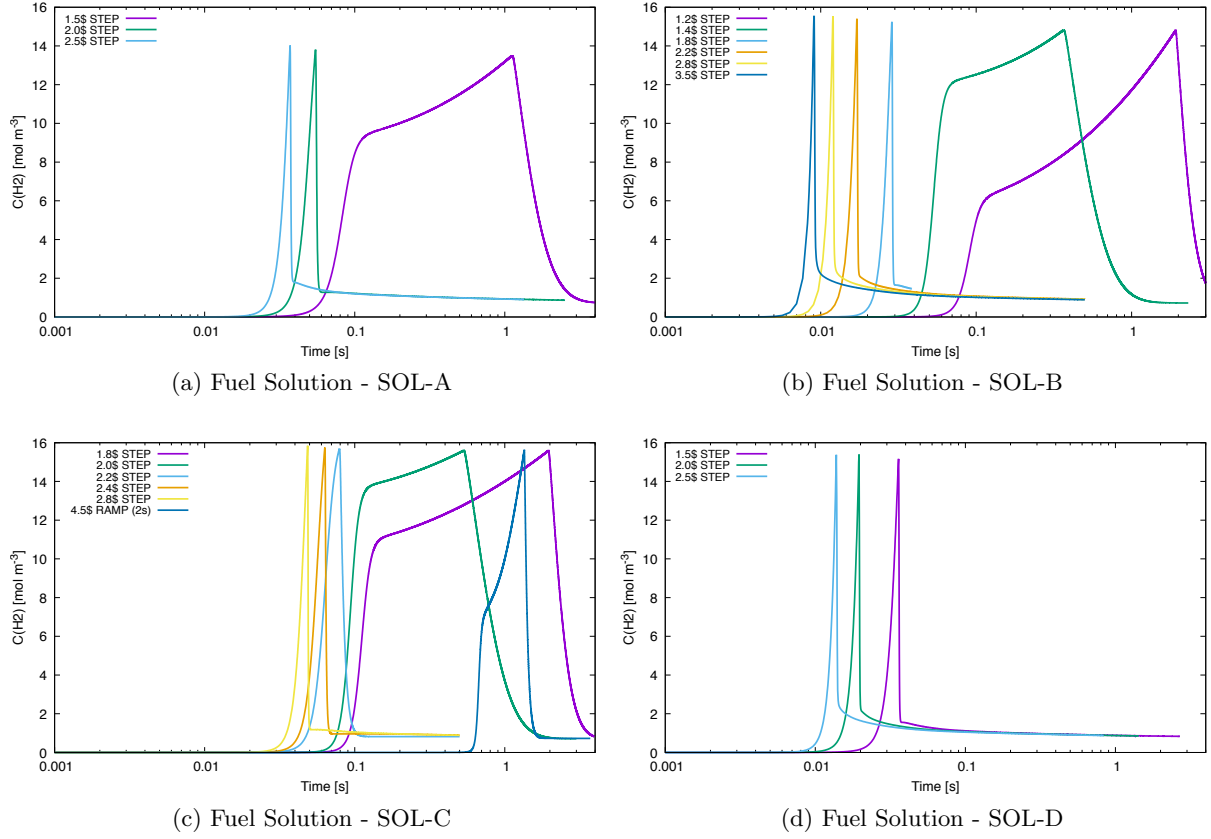 1.5$ STEP
2.0$ STEP
2.5$ STEP
16
14
12
10
8
6
4
2
0
C(H2) [mol m-3]
0.001
0.01
0.1
1
Time [s]
(a) Fuel Solution - SOL-A
1.2$ STEP
1.4$ STEP
1.8$ STEP
2.2$ STEP
2.8$ STEP
3.5$ STEP
16
14
12
10
8
6
4
2
0
C(H2) [mol m-3]
0.001
0.01
0.1
1
Time [s]
(b) Fuel Solution - SOL-B
1.8$ STEP
2.0$ STEP
2.2$ STEP
2.4$ STEP
2.8$ STEP
4.5$ RAMP (2s)
16
14
12
10
8
6
4
2
0
C(H2) [mol m-3]
0.001
0.01
0.1
1
Time [s]
(c) Fuel Solution - SOL-C
1.5$ STEP
2.0$ STEP
2.5$ STEP
16
14
12
10
8
6
4
2
0
C(H2) [mol m-3]
0.001
0.01
0.1
1
Time [s]
(d) Fuel Solution - SOL-D